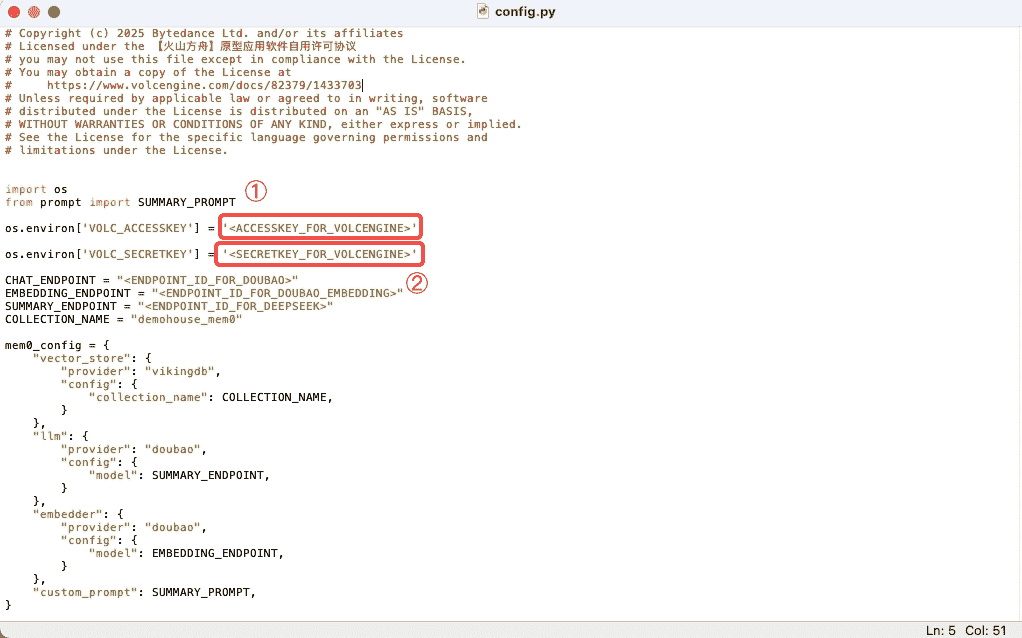 config.py
# Copyright (c) 2025 Bytedance Ltd. and/or its affiliates
# Licensed under the 【火山方舟】原型应用软件自用许可协议
# you may not use this file except in compliance with the License.
# You may obtain a copy of the License at
#     https://www.volcengine.com/docs/82379/1433703
# Unless required by applicable law or agreed to in writing, software
# distributed under the License is distributed on an "AS IS" BASIS,
# WITHOUT WARRANTIES OR CONDITIONS OF ANY KIND, either express or implied.
# See the License for the specific language governing permissions and
# limitations under the License.
import os
①
from prompt import SUMMARY_PROMPT
os.environ['VOLC_ACCESSKEY'] = '<ACCESSKEY_FOR_VOLCENGINE>'
os.environ['VOLC_SECRETKEY'] = '<SECRETKEY_FOR_VOLCENGINE>'
②
CHAT_ENDPOINT = "<ENDPOINT_ID_FOR_DOUBAO>"
EMBEDDING_ENDPOINT = "<ENDPOINT_ID_FOR_DOUBAO_EMBEDDING>"
SUMMARY_ENDPOINT = "<ENDPOINT_ID_FOR_DEEPSEEK>"
COLLECTION_NAME = "demohouse_mem0"
mem0_config = {
    "vector_store": {
        "provider": "vikingdb",
        "config": {
            "collection_name": COLLECTION_NAME,
        }
    },
    "llm": {
        "provider": "doubao",
        "config": {
            "model": SUMMARY_ENDPOINT,
        }
    },
    "embedder": {
        "provider": "doubao",
        "config": {
            "model": EMBEDDING_ENDPOINT,
        }
    },
    "custom_prompt": SUMMARY_PROMPT,
}
Ln: 5  Col: 51